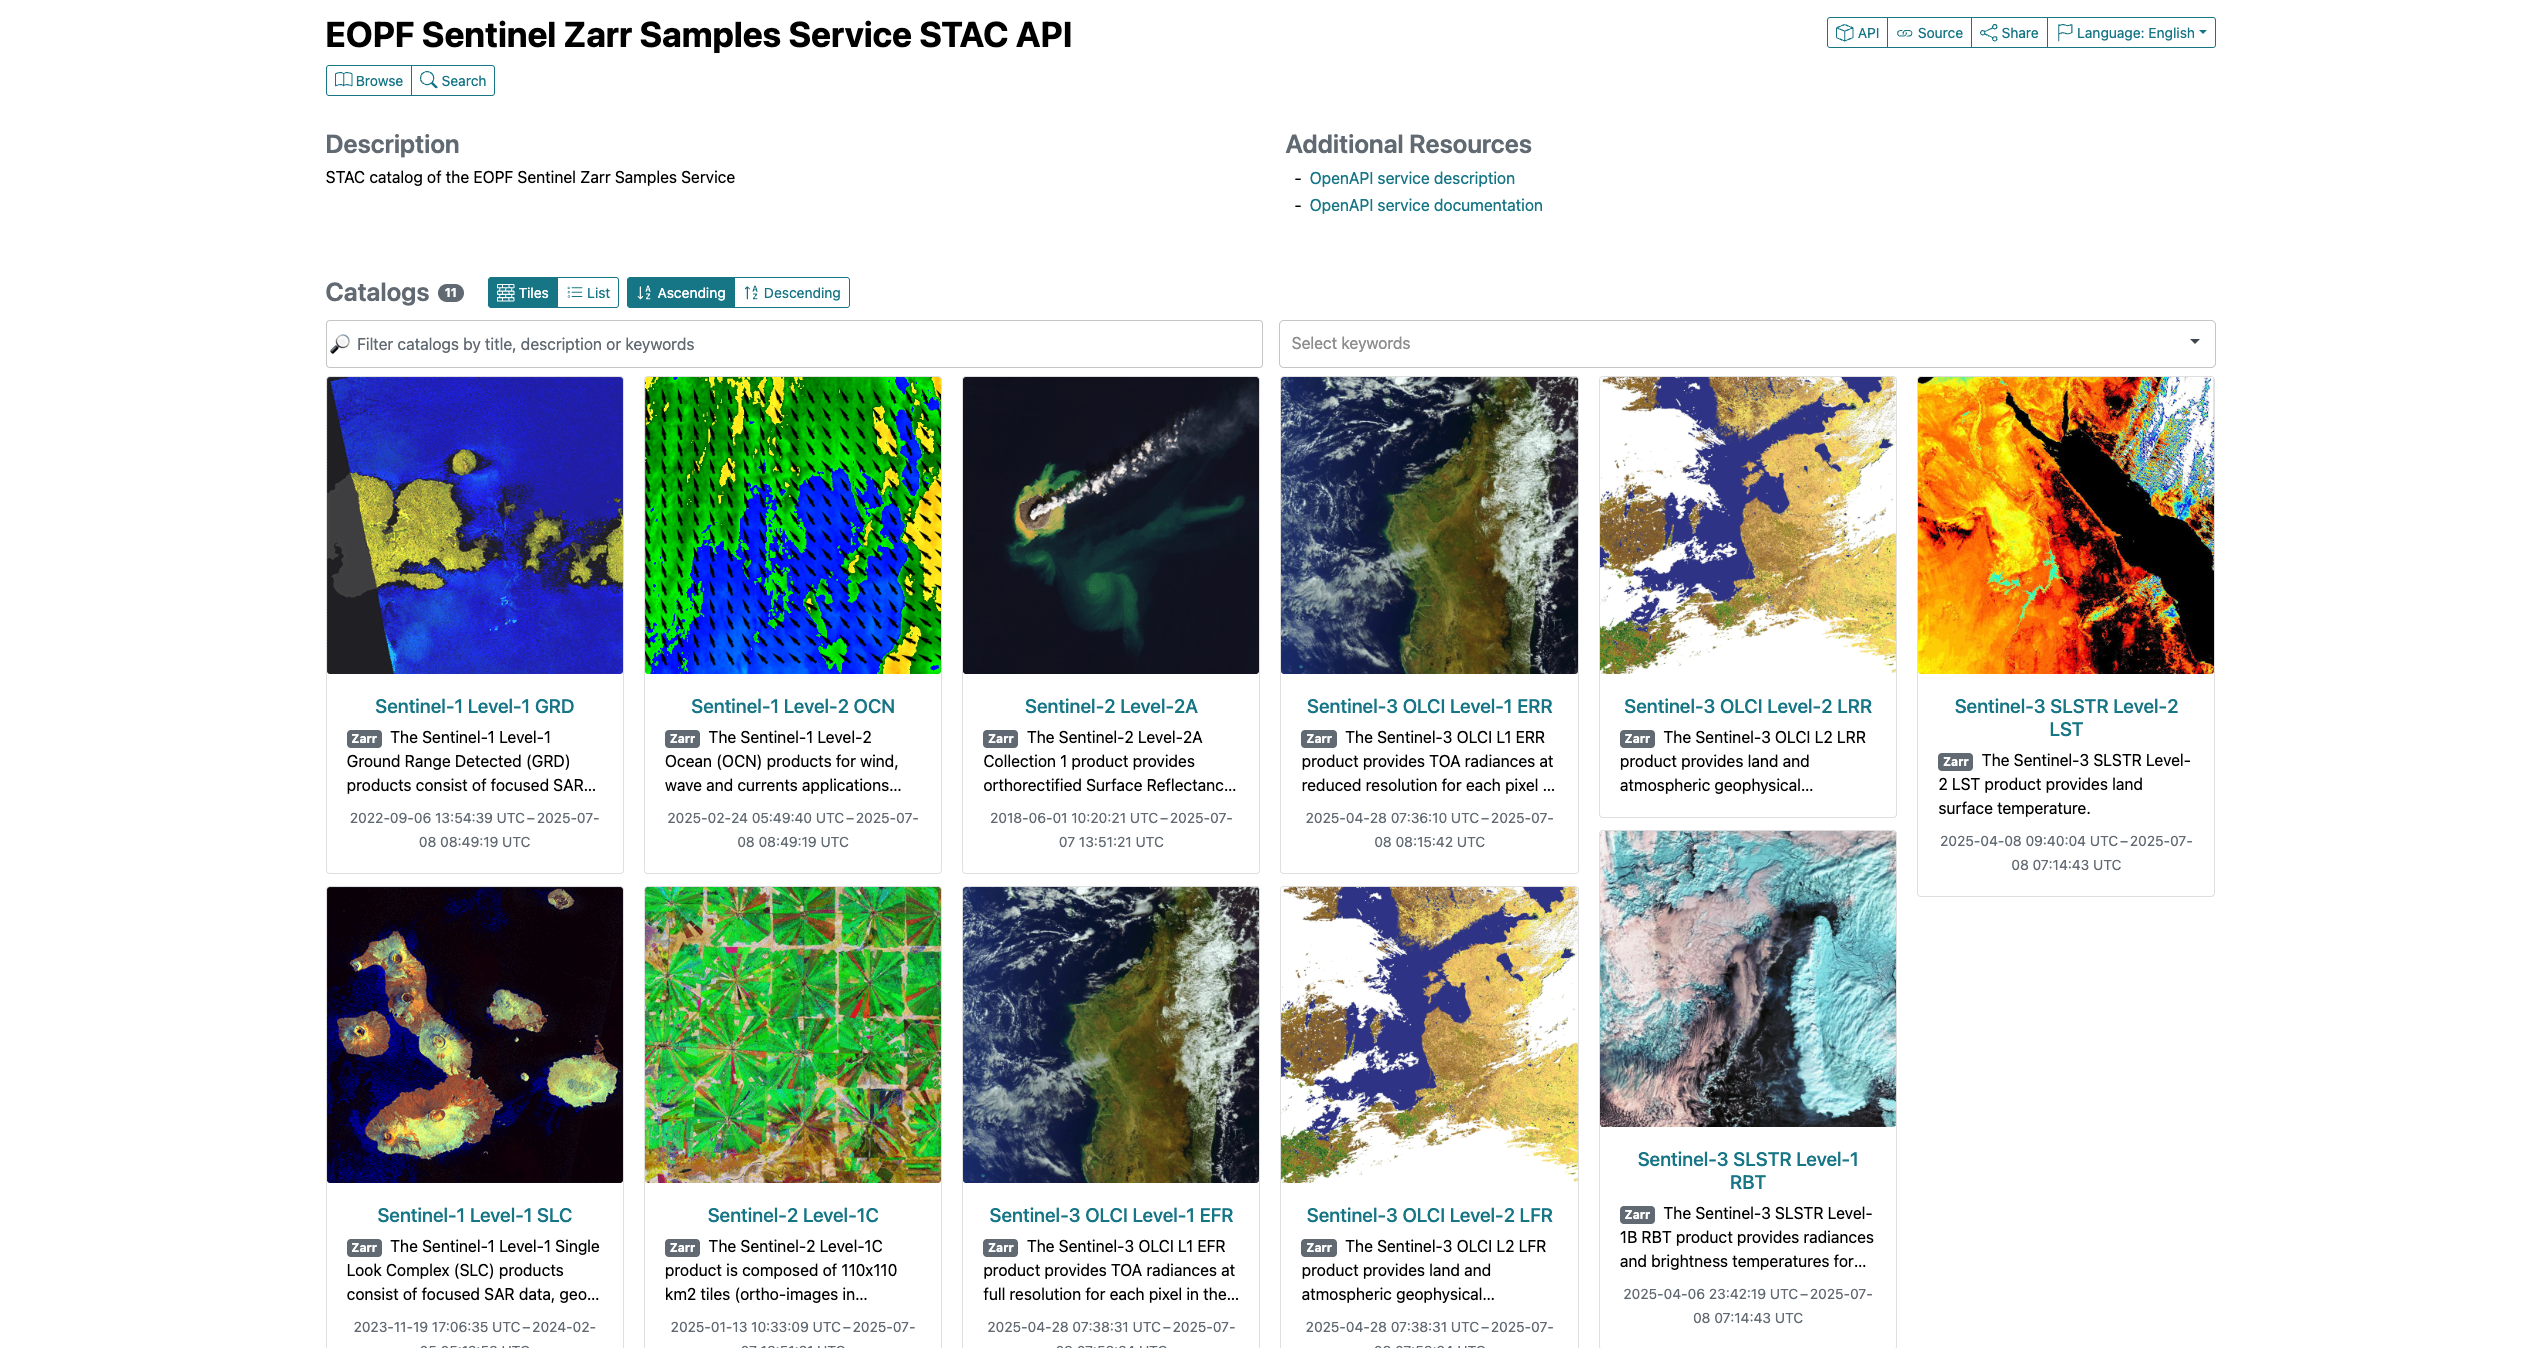 EOPF Sentinel Zarr Samples Service STAC API
API
Source
Share
Language: English
Browse
Search
Description
STAC catalog of the EOPF Sentinel Zarr Samples Service
Additional Resources
- OpenAPI service description
- OpenAPI service documentation
Catalogs 11
Tiles
List
Ascending
Descending
Filter catalogs by title, description or keywords
Select keywords
Sentinel-1 Level-1 GRD
Zarr The Sentinel-1 Level-1
Ground Range Detected (GRD)
products consist of focused SAR...
2022-09-06 13:54:39 UTC – 2025-07-
08 08:49:19 UTC
Sentinel-1 Level-2 OCN
Zarr The Sentinel-1 Level-2
Ocean (OCN) products for wind,
wave and currents applications...
2025-02-24 05:49:40 UTC – 2025-07-
08 08:49:19 UTC
Sentinel-2 Level-2A
Zarr The Sentinel-2 Level-2A
Collection 1 product provides
orthorectified Surface Reflectanc...
2018-06-01 10:20:21 UTC – 2025-07-
07 13:51:21 UTC
Sentinel-3 OLCI Level-1 ERR
Zarr The Sentinel-3 OLCI L1 ERR
product provides TOA radiances at
reduced resolution for each pixel ...
2025-04-28 07:36:10 UTC – 2025-07-
08 08:15:42 UTC
Sentinel-3 OLCI Level-2 LRR
Zarr The Sentinel-3 OLCI L2 LRR
product provides land and
atmospheric geophysical...
Sentinel-3 SLSTR Level-2
LST
Zarr The Sentinel-3 SLSTR Level-
2 LST product provides land
surface temperature.
2025-04-08 09:40:04 UTC – 2025-07-
08 07:14:43 UTC
Sentinel-1 Level-1 SLC
Zarr The Sentinel-1 Level-1 Single
Look Complex (SLC) products
consist of focused SAR data, geo...
2023-11-19 17:06:35 UTC – 2024-02-
Sentinel-2 Level-1C
Zarr The Sentinel-2 Level-1C
product is composed of 110x110
km2 tiles (ortho-images in...
2025-01-13 10:33:09 UTC – 2025-07-
Sentinel-3 OLCI Level-1 EFR
Zarr The Sentinel-3 OLCI L1 EFR
product provides TOA radiances at
full resolution for each pixel in the...
2025-04-28 07:38:31 UTC – 2025-07-
Sentinel-3 OLCI Level-2 LFR
Zarr The Sentinel-3 OLCI L2 LFR
product provides land and
atmospheric geophysical...
2025-04-28 07:38:31 UTC – 2025-07-
Sentinel-3 SLSTR Level-1
RBT
Zarr The Sentinel-3 SLSTR Level-
1B RBT product provides radiances
and brightness temperatures for...
2025-04-06 23:42:19 UTC – 2025-07-
08 07:14:43 UTC